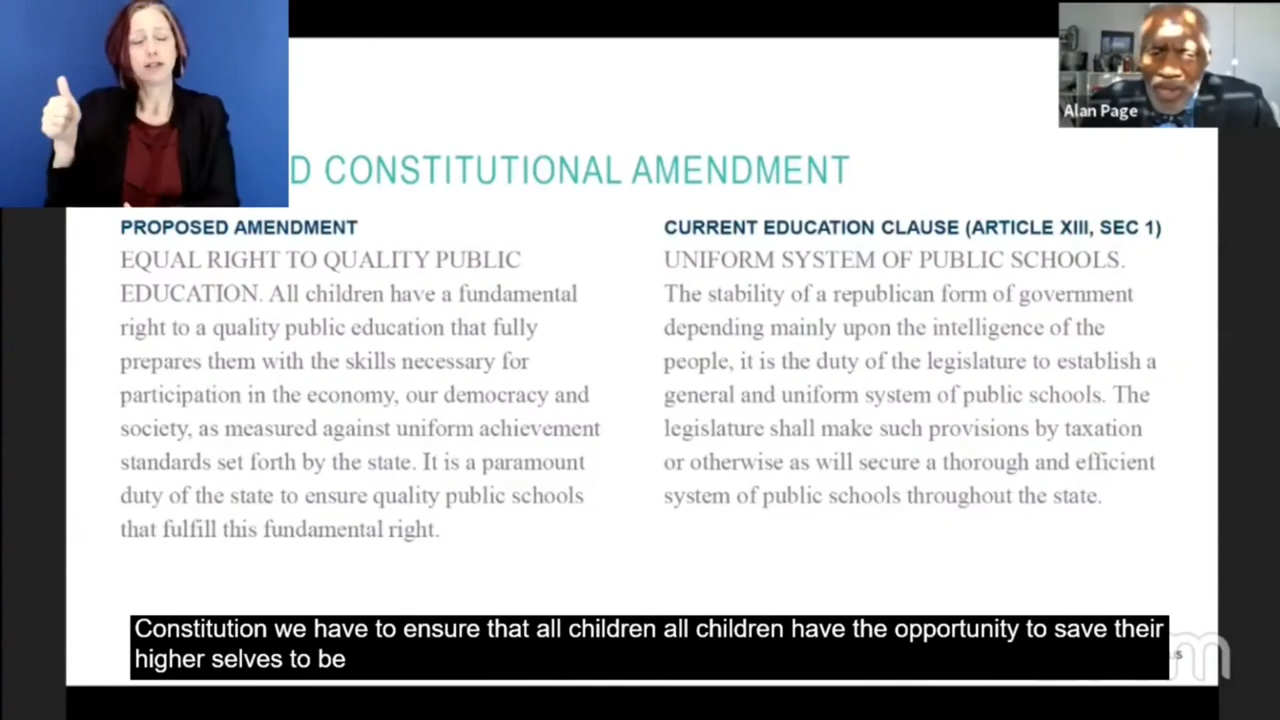 Alan Page
D CONSTITUTIONAL AMENDMENT
PROPOSED AMENDMENT
EQUAL RIGHT TO QUALITY PUBLIC
EDUCATION. All children have a fundamental
right to a quality public education that fully
prepares them with the skills necessary for
participation in the economy, our democracy and
society, as measured against uniform achievement
standards set forth by the state. It is a paramount
duty of the state to ensure quality public schools
that fulfill this fundamental right.
CURRENT EDUCATION CLAUSE (ARTICLE XIII, SEC 1)
UNIFORM SYSTEM OF PUBLIC SCHOOLS.
The stability of a republican form of government
depending mainly upon the intelligence of the
people, it is the duty of the legislature to establish a
general and uniform system of public schools. The
legislature shall make such provisions by taxation
or otherwise as will secure a thorough and efficient
system of public schools throughout the state.
Constitution we have to ensure that all children all children have the opportunity to save their
higher selves to be